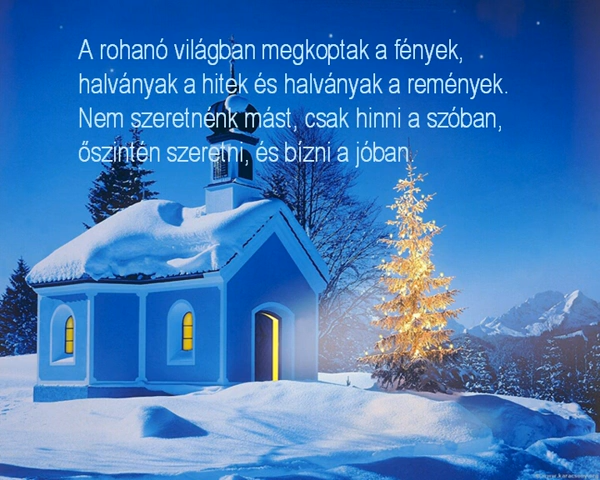 A rohanó világban megkoptak a fények,
halványak a hitek és halványak a remények.
Nem szeretnénk mást, csak hinni a szóban,
őszintén szeretni, és bízni a jóban.